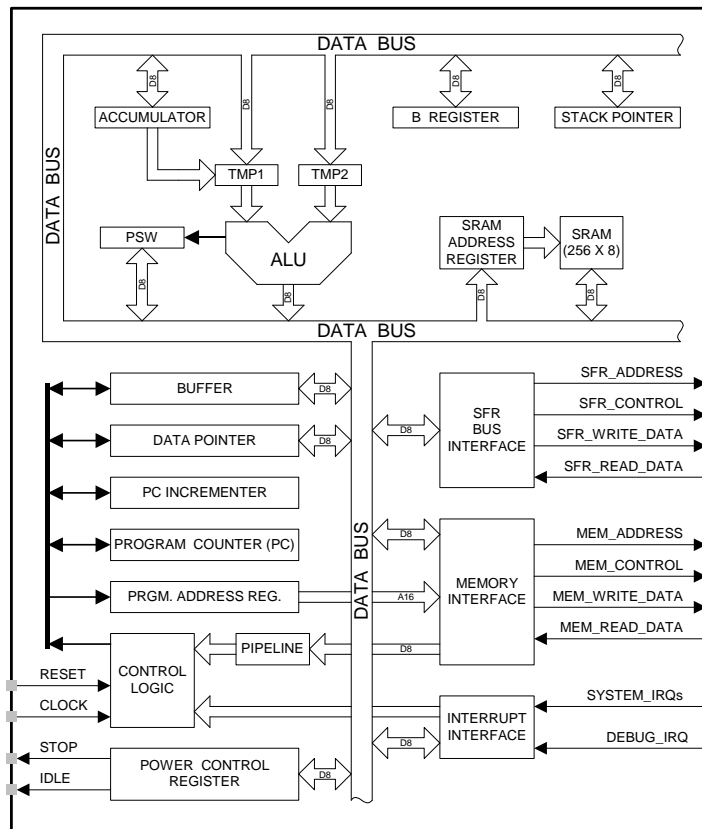 DATA BUS
D8
D8
D8
D8
D8
ACCUMULATOR
B REGISTER
STACK POINTER
DATA BUS
TMP1
TMP2
PSW
ALU
SRAM
ADDRESS
REGISTER
SRAM
(256 X 8)
D8
D8
D8
D8
DATA BUS
BUFFER
D8
DATA POINTER
D8
PC INCREMENTER
PROGRAM COUNTER (PC)
PRGM. ADDRESS REG.
A16
DATA BUS
D8
SFR
BUS
INTERFACE
SFR_ADDRESS
SFR_CONTROL
SFR_WRITE_DATA
SFR_READ_DATA
D8
MEMORY
INTERFACE
MEM_ADDRESS
MEM_CONTROL
MEM_WRITE_DATA
MEM_READ_DATA
D8
PIPELINE
CONTROL
LOGIC
RESET
CLOCK
INTERRUPT
INTERFACE
SYSTEM_IRQs
DEBUG_IRQ
D8
STOP
IDLE
POWER CONTROL
REGISTER
D8